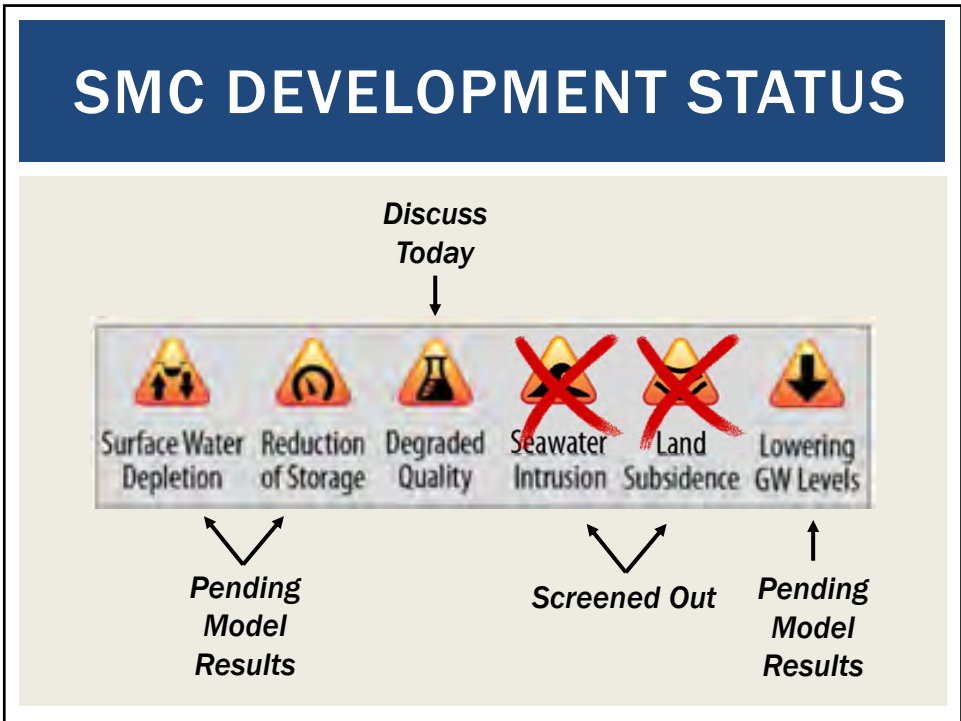 SMC DEVELOPMENT STATUS
Discuss
Today
Surface Water
Depletion
Reduction
of Storage
Degraded
Quality
Seawater
Intrusion
Land
Subsidence
Lowering
GW Levels
Pending
Model
Results
Screened Out
Pending
Model
Results